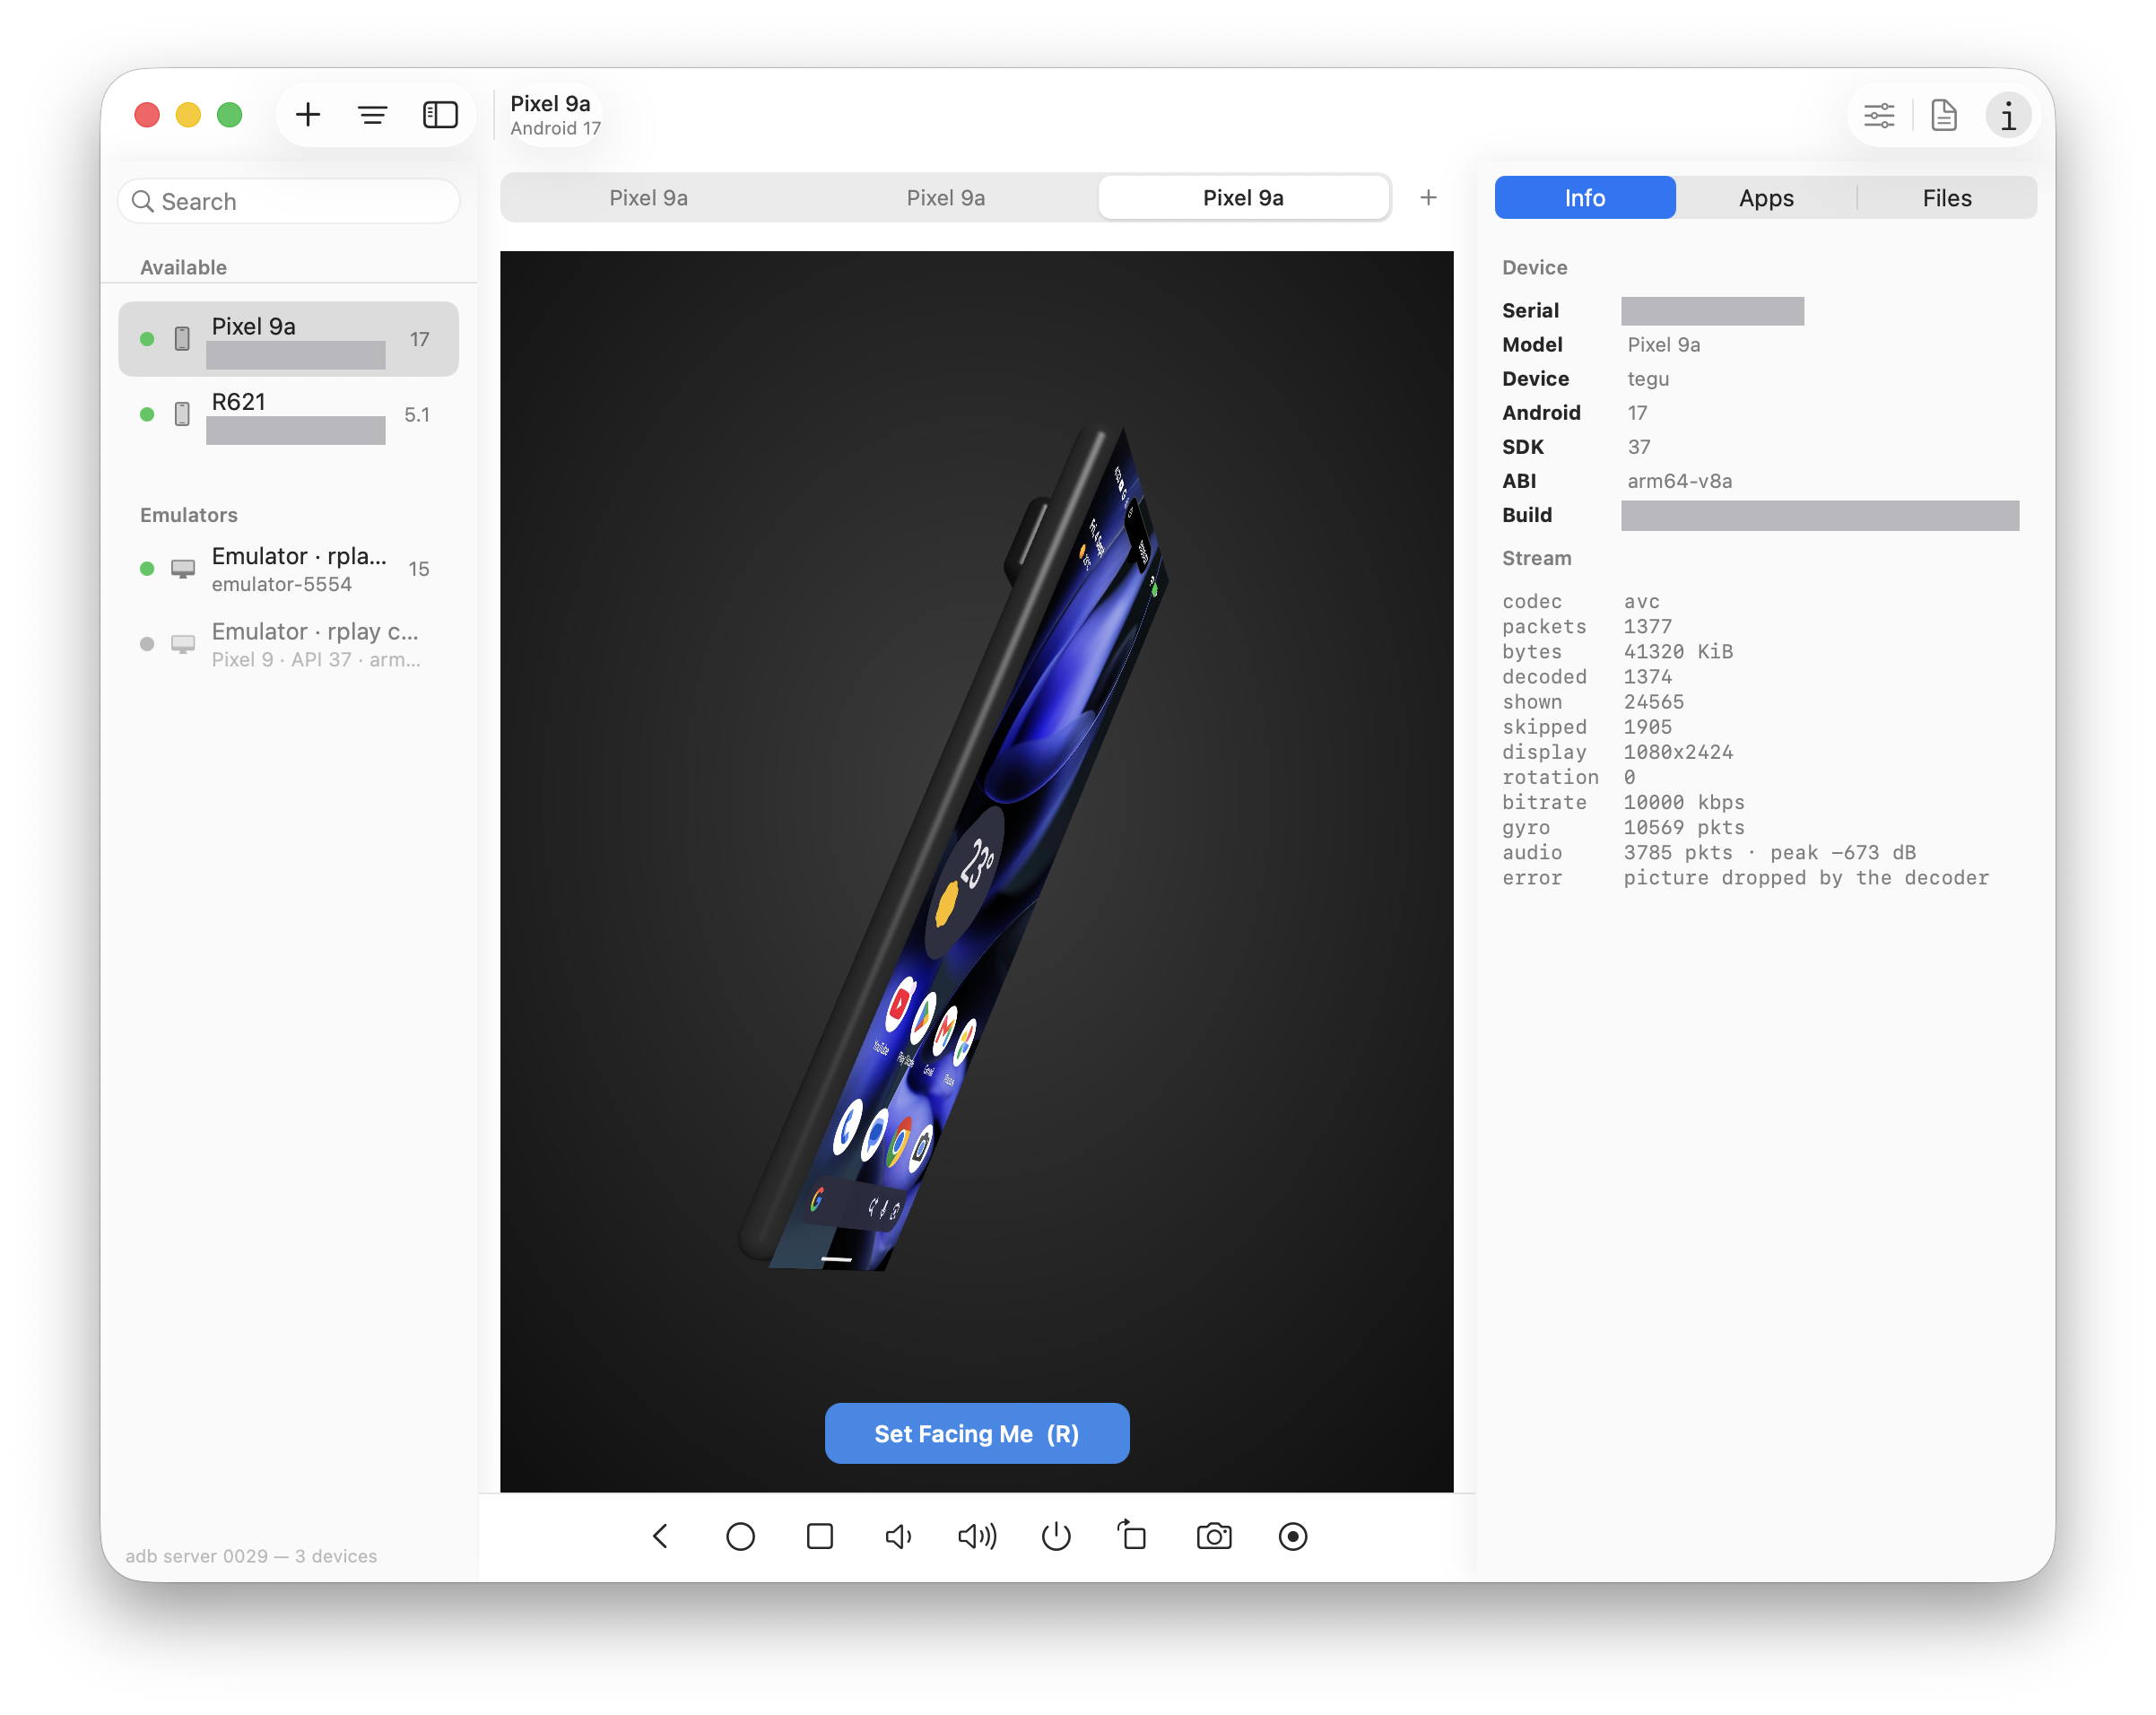 Pixel 9a
Android 17
Search
Available
Pixel 9a
17
R621
5.1
Emulators
Emulator · rpla...
15
emulator-5554
Emulator · rplay c...
Pixel 9 · API 37 · arm...
adb server 0029 — 3 devices
Pixel 9a
Pixel 9a
Pixel 9a
23°
YouTube
Play Store
Gmail
Set Facing Me (R)
Info
Apps
Files
Device
Serial
Model Pixel 9a
Device tegu
Android 17
SDK 37
ABI arm64-v8a
Build
Stream
codec avc
packets 1377
bytes 41320 KiB
decoded 1374
shown 24565
skipped 1905
display 1080x2424
rotation 0
bitrate 10000 kbps
gyro 10569 pkts
audio 3785 pkts · peak −673 dB
error picture dropped by the decoder